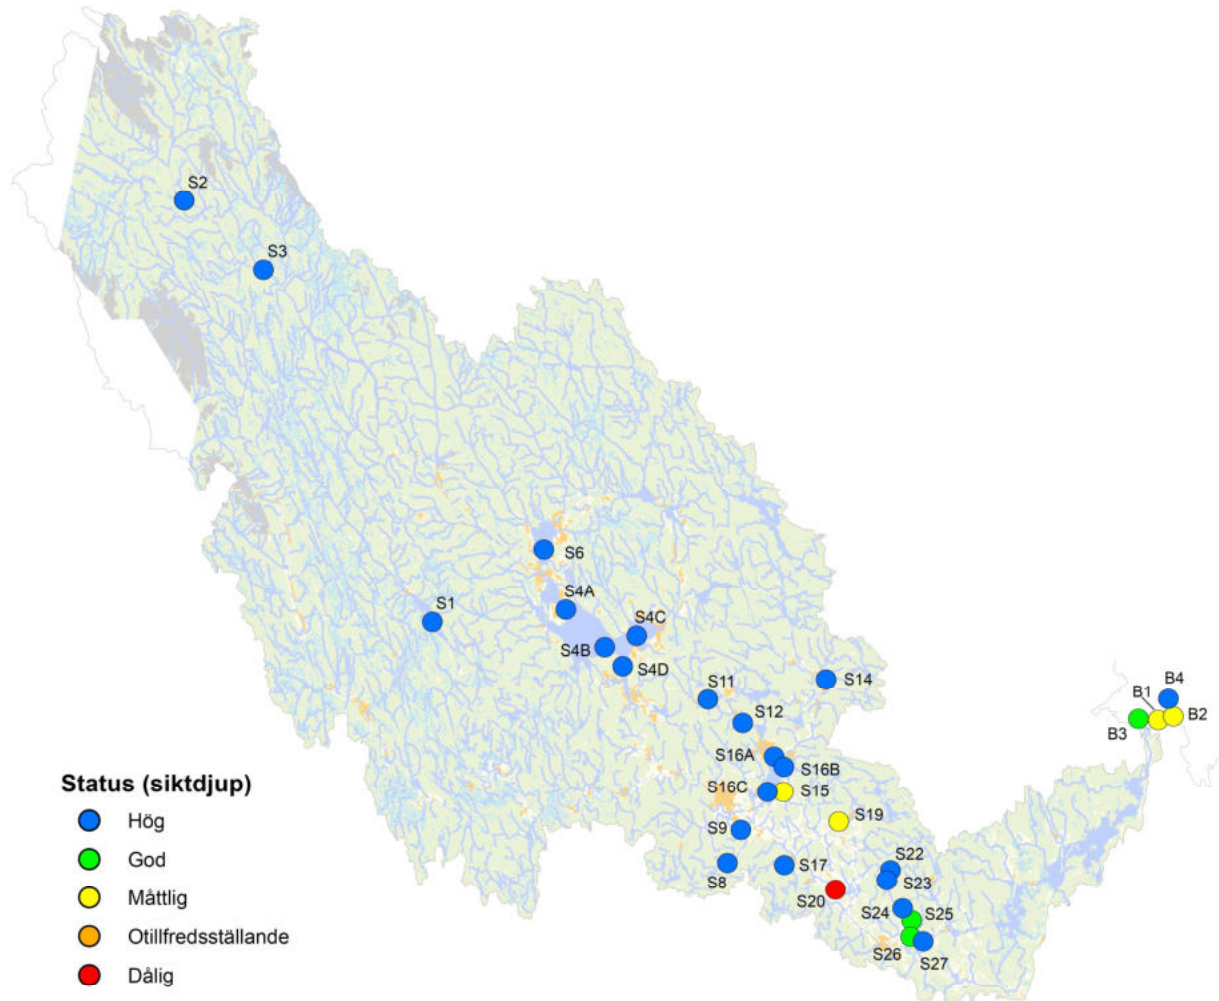 S2
S3
S6
S4A
S1
S4C
S4B
S4D
S14
S11
B4
B1
B2
S12
B3
S16A
S16B
Status (siktdjup)
S16C
S15
Hög
S19
S9
God
S22
S17
S8
S23
Måttlig
S20
S24
S25
Otillfredsställande
S26
S27
Dålig